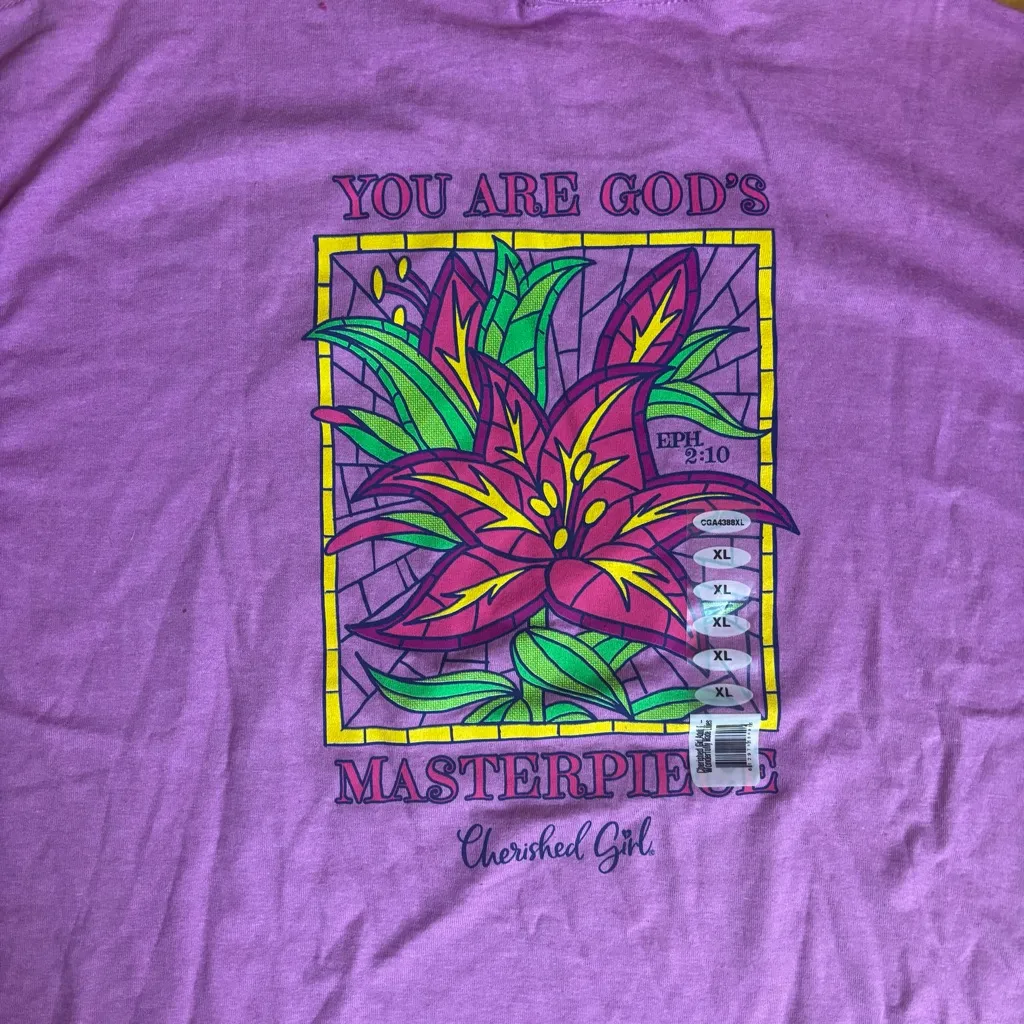 YOU ARE GOD'S
EPH.
2:10
CGA4388XL
XL
XL
XL
XL
XL
MASTERPIECE
Cherished Girl